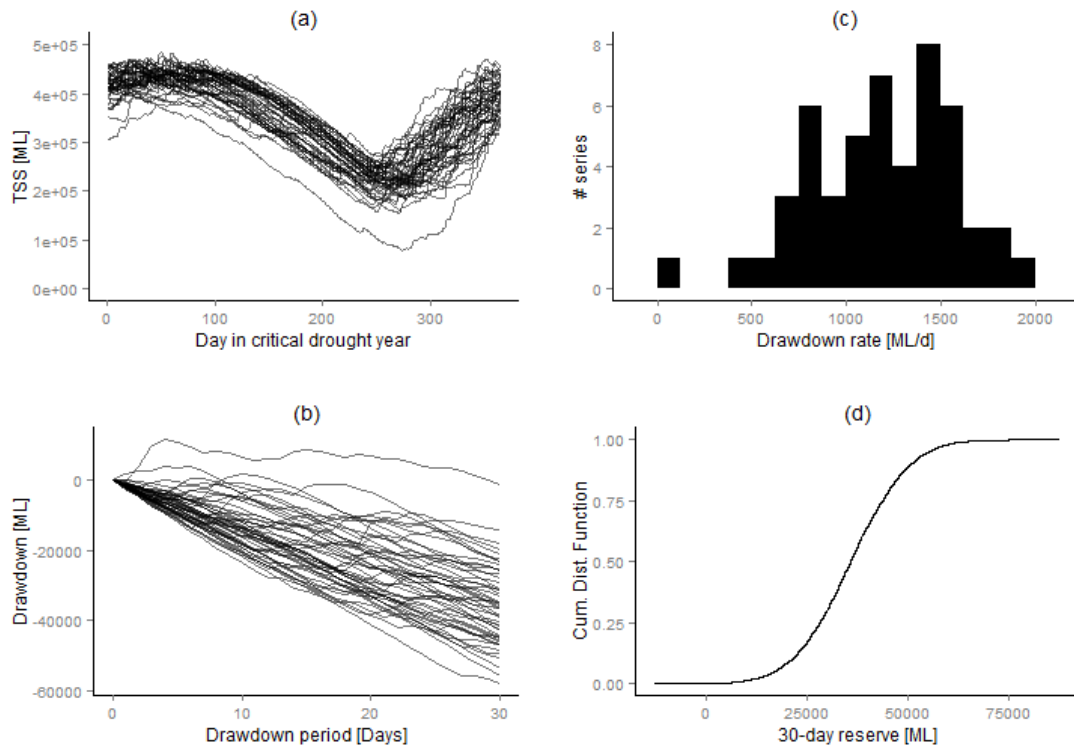 (a)
5e+05
4e+05
3e+05
2e+05
1e+05
0e+00
TSS [ML]
0 100 200 300
Day in critical drought year
(c)
8
6
4
2
0
# series
0 500 1000 1500 2000
Drawdown rate [ML/d]
(b)
0
-20000
-40000
-60000
Drawdown [ML]
0 10 20 30
Drawdown period [Days]
(d)
1.00
0.75
0.50
0.25
0.00
Cum. Dist. Function
0 25000 50000 75000
30-day reserve [ML]